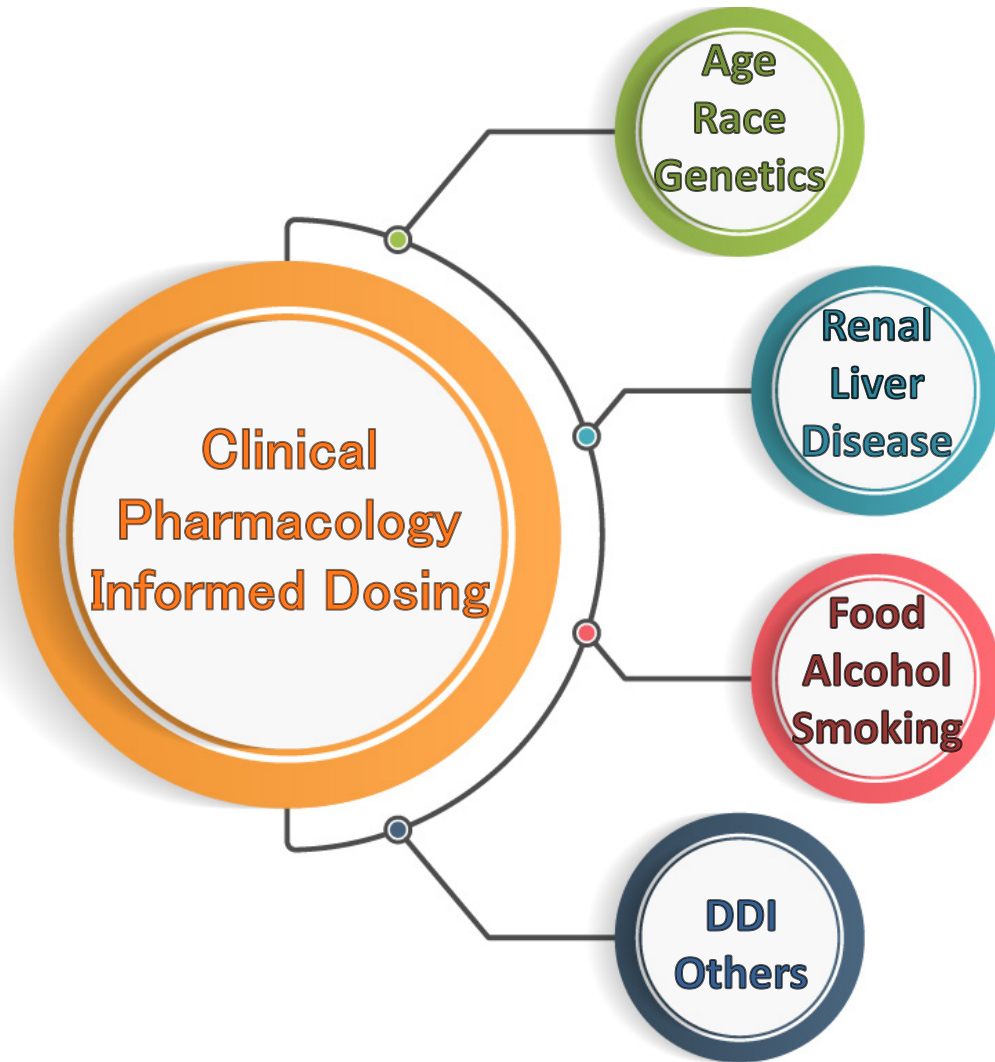 Clinical
Pharmacology
Informed Dosing
Age
Race
Genetics
Renal
Liver
Disease
Food
Alcohol
Smoking
DDI
Others